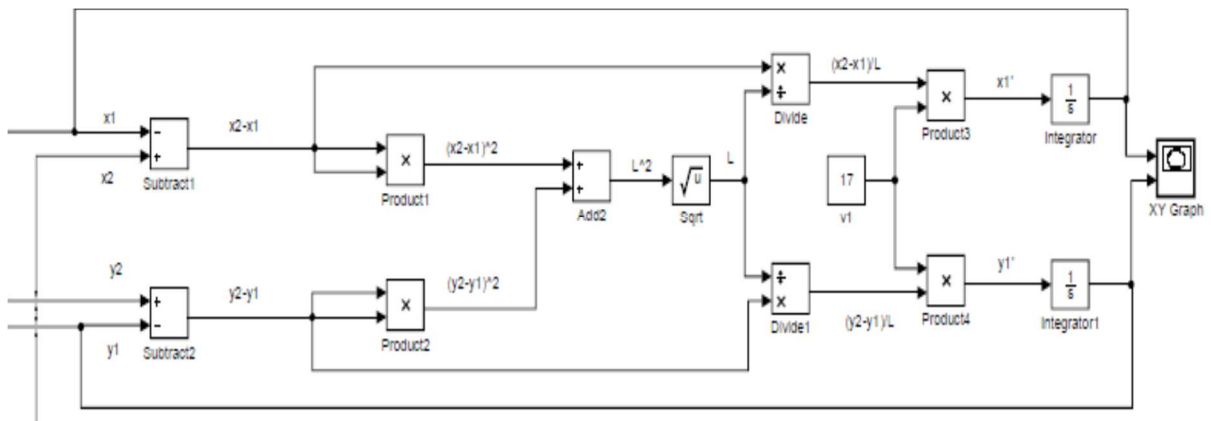 x1
x2
-
+
Subtract1
x2-x1
×
Product1
(x2-x1)^2
+
+
Add2
L^2
√u
Sqrt
L
×
÷
Divide
(x2-x1)/L
×
Product3
x1'
1
s
Integrator
17
v1
XY Graph
y2
y1
+
-
Subtract2
y2-y1
×
Product2
(y2-y1)^2
÷
×
Divide1
(y2-y1)/L
×
Product4
y1'
1
s
Integrator1